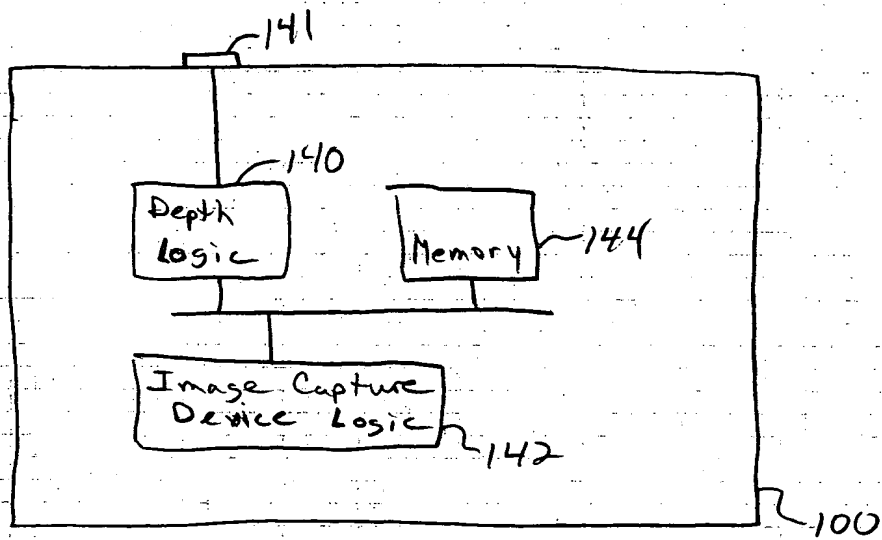 141
140
Depth
Logic
Memory
144
Image Capture
Device Logic
142
100